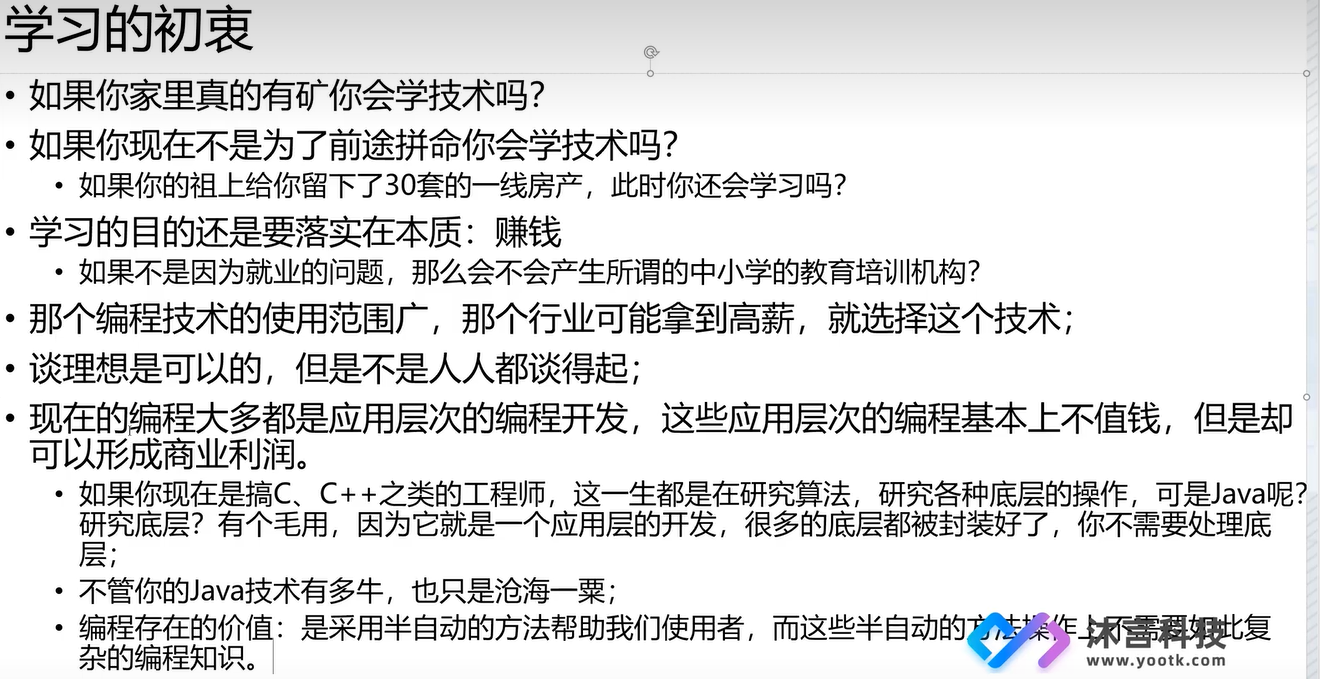 学习的初衷
• 如果你家里真的有矿你会学技术吗？
• 如果你现在不是为了前途拼命你会学技术吗？
• 如果你的祖上给你留下了30套的一线房产，此时你还会学习吗？
• 学习的目的还是要落实在本质：赚钱
• 如果不是因为就业的问题，那么会不会产生所谓的中小学的教育培训机构？
• 那个编程技术的使用范围广，那个行业可能拿到高薪，就选择这个技术；
• 谈理想是可以的，但是不是人人都谈得起；
• 现在的编程大多都是应用层次的编程开发，这些应用层次的编程基本上不值钱，但是却
可以形成商业利润。
• 如果你现在是搞C、C++之类的工程师，这一生都是在研究算法，研究各种底层的操作，可是Java呢？
研究底层？有个毛用，因为它就是一个应用层的开发，很多的底层都被封装好了，你不需要处理底
层；
• 不管你的Java技术有多牛，也只是沧海一粟；
• 编程存在的价值：是采用半自动的方法帮助我们使用者，而这些半自动的方法操作上不需要如此复
杂的编程知识。
沐言科技
www.yootk.com